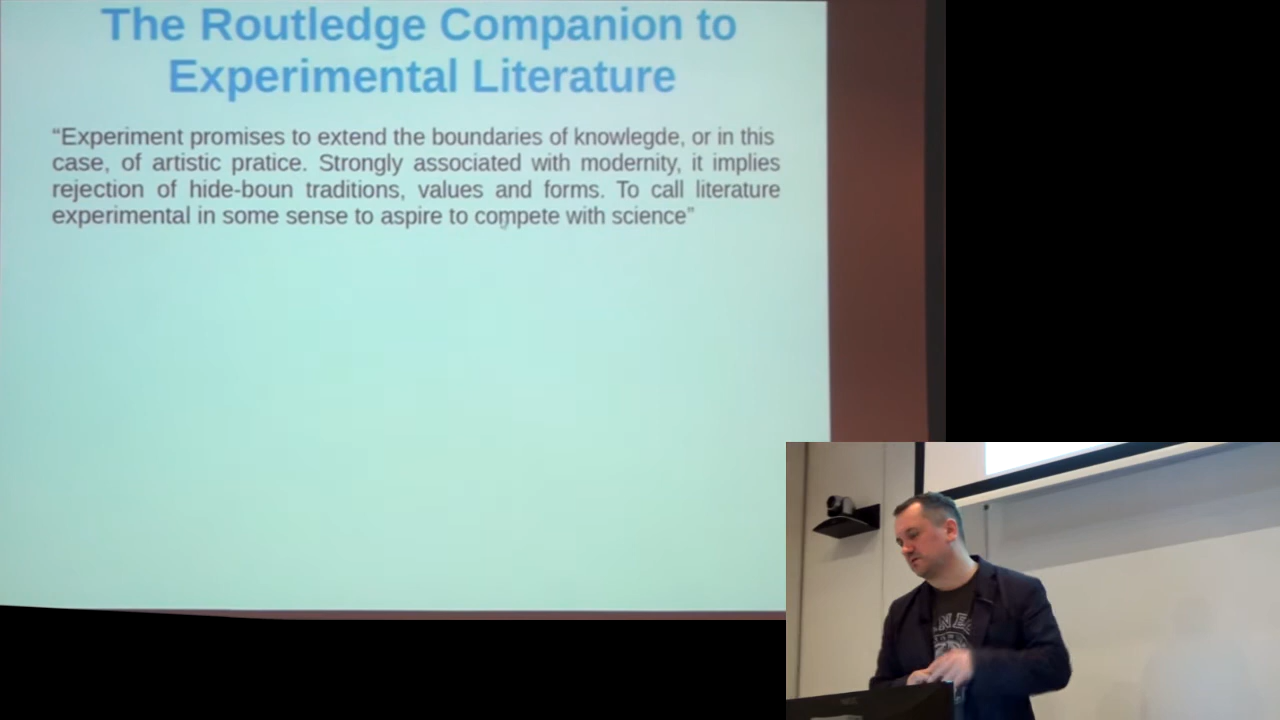 The Routledge Companion to
Experimental Literature
“Experiment promises to extend the boundaries of knowlegde, or in this
case, of artistic pratice. Strongly associated with modernity, it implies
rejection of hide-boun traditions, values and forms. To call literature
experimental in some sense to aspire to compete with science”